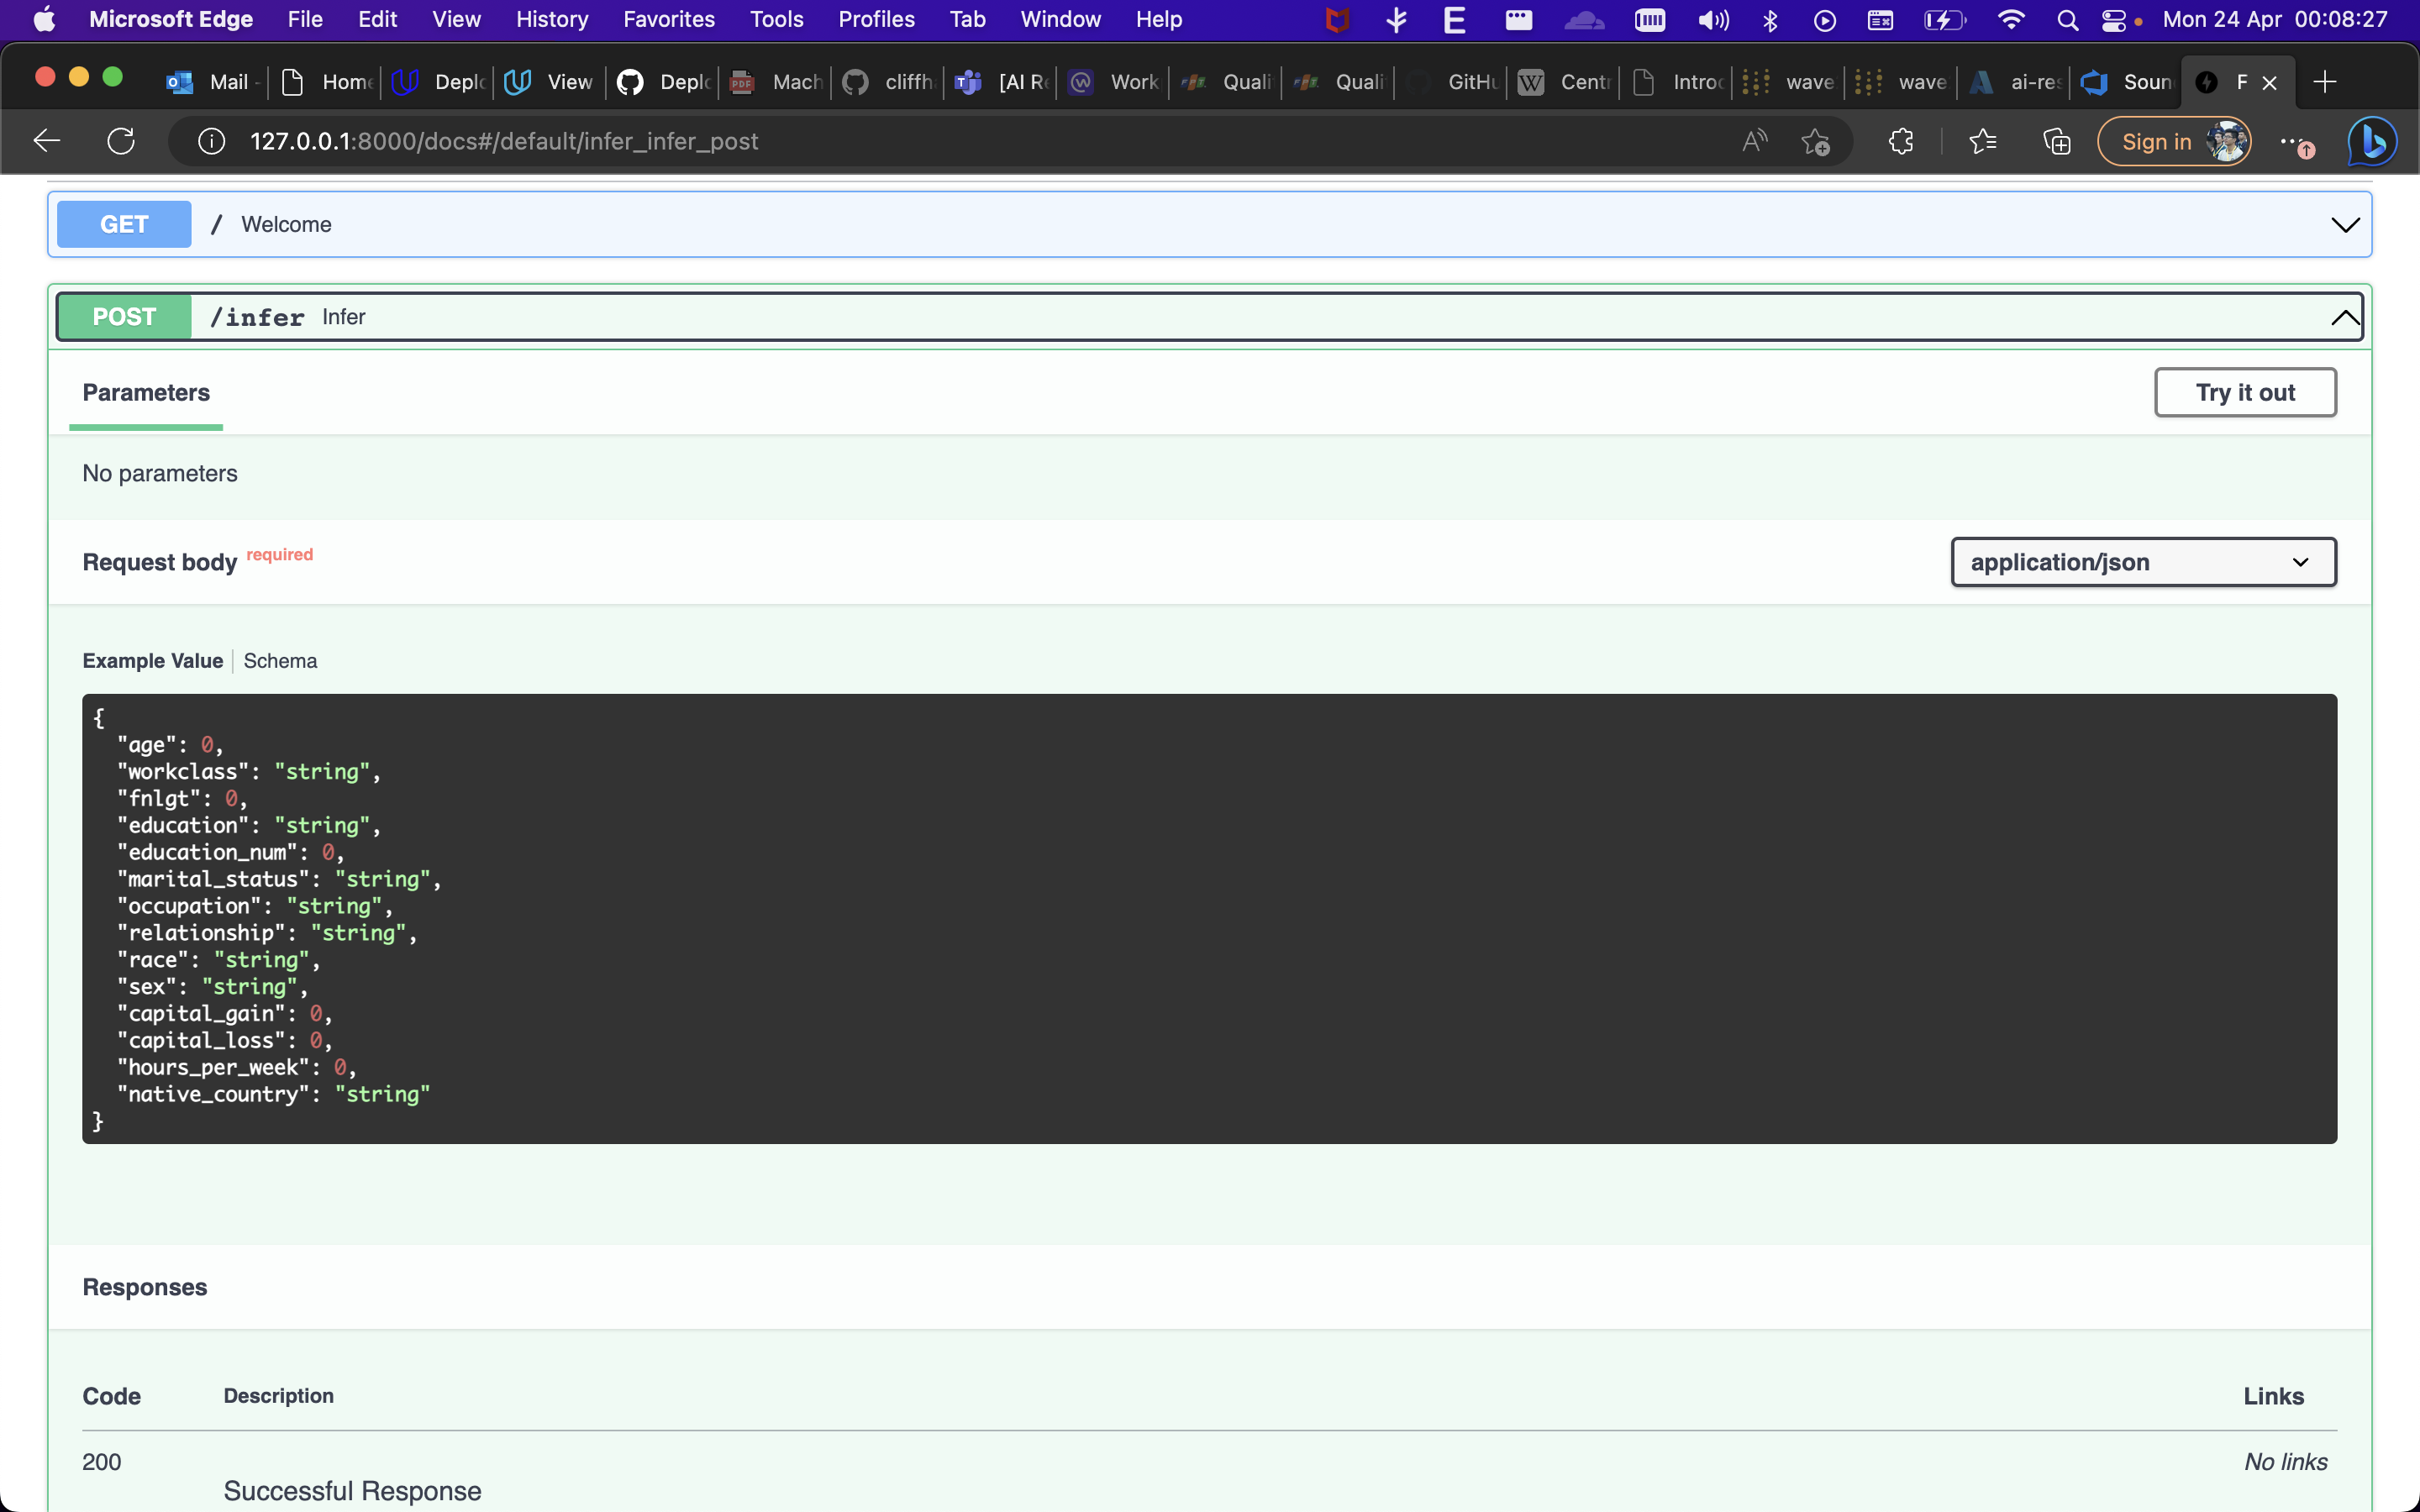 Microsoft Edge File Edit View History Favorites Tools Profiles Tab Window Help Mon 24 Apr 00:08:27
Mail - Home Deplo View Deplo Mach cliffh [AI Re Work Quali Quali GitHu Centr Introd wave wave ai-res Soun F
127.0.0.1:8000/docs#/default/infer_infer_post Sign in
GET / Welcome
POST /infer Infer
Parameters Try it out
No parameters
Request body required application/json
Example Value Schema
{
"age": 0,
"workclass": "string",
"fnlgt": 0,
"education": "string",
"education_num": 0,
"marital_status": "string",
"occupation": "string",
"relationship": "string",
"race": "string",
"sex": "string",
"capital_gain": 0,
"capital_loss": 0,
"hours_per_week": 0,
"native_country": "string"
}
Responses
Code Description Links
200 No links
Successful Response